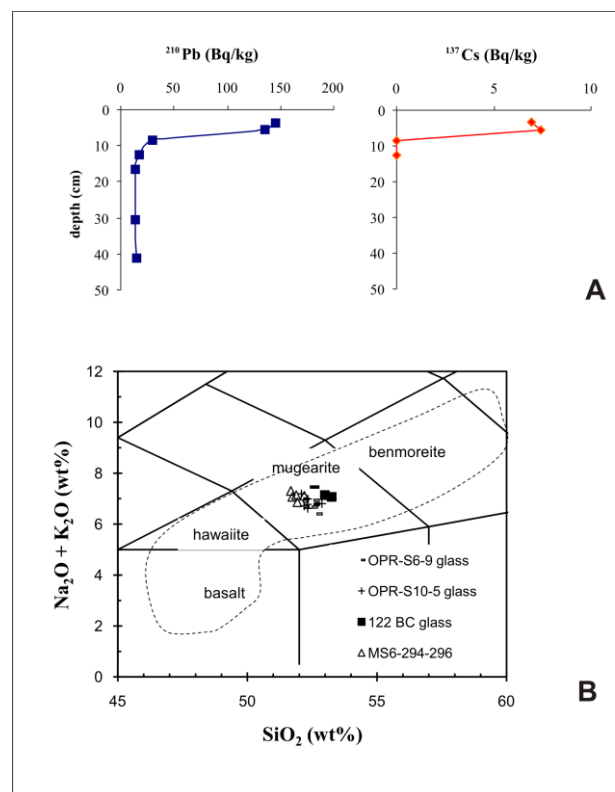 ²¹⁰Pb (Bq/kg)
0 50 100 150 200
0
10
20
30
40
50
depth (cm)
¹³⁷Cs (Bq/kg)
0 5 10
0
10
20
30
40
50
A
12
10
8
6
4
2
0
Na₂O + K₂O (wt%)
benmoreite
mugearite
hawaiite
basalt
OPR-S6-9 glass
OPR-S10-5 glass
122 BC glass
MS6-294-296
45 50 55 60
SiO₂ (wt%)
B